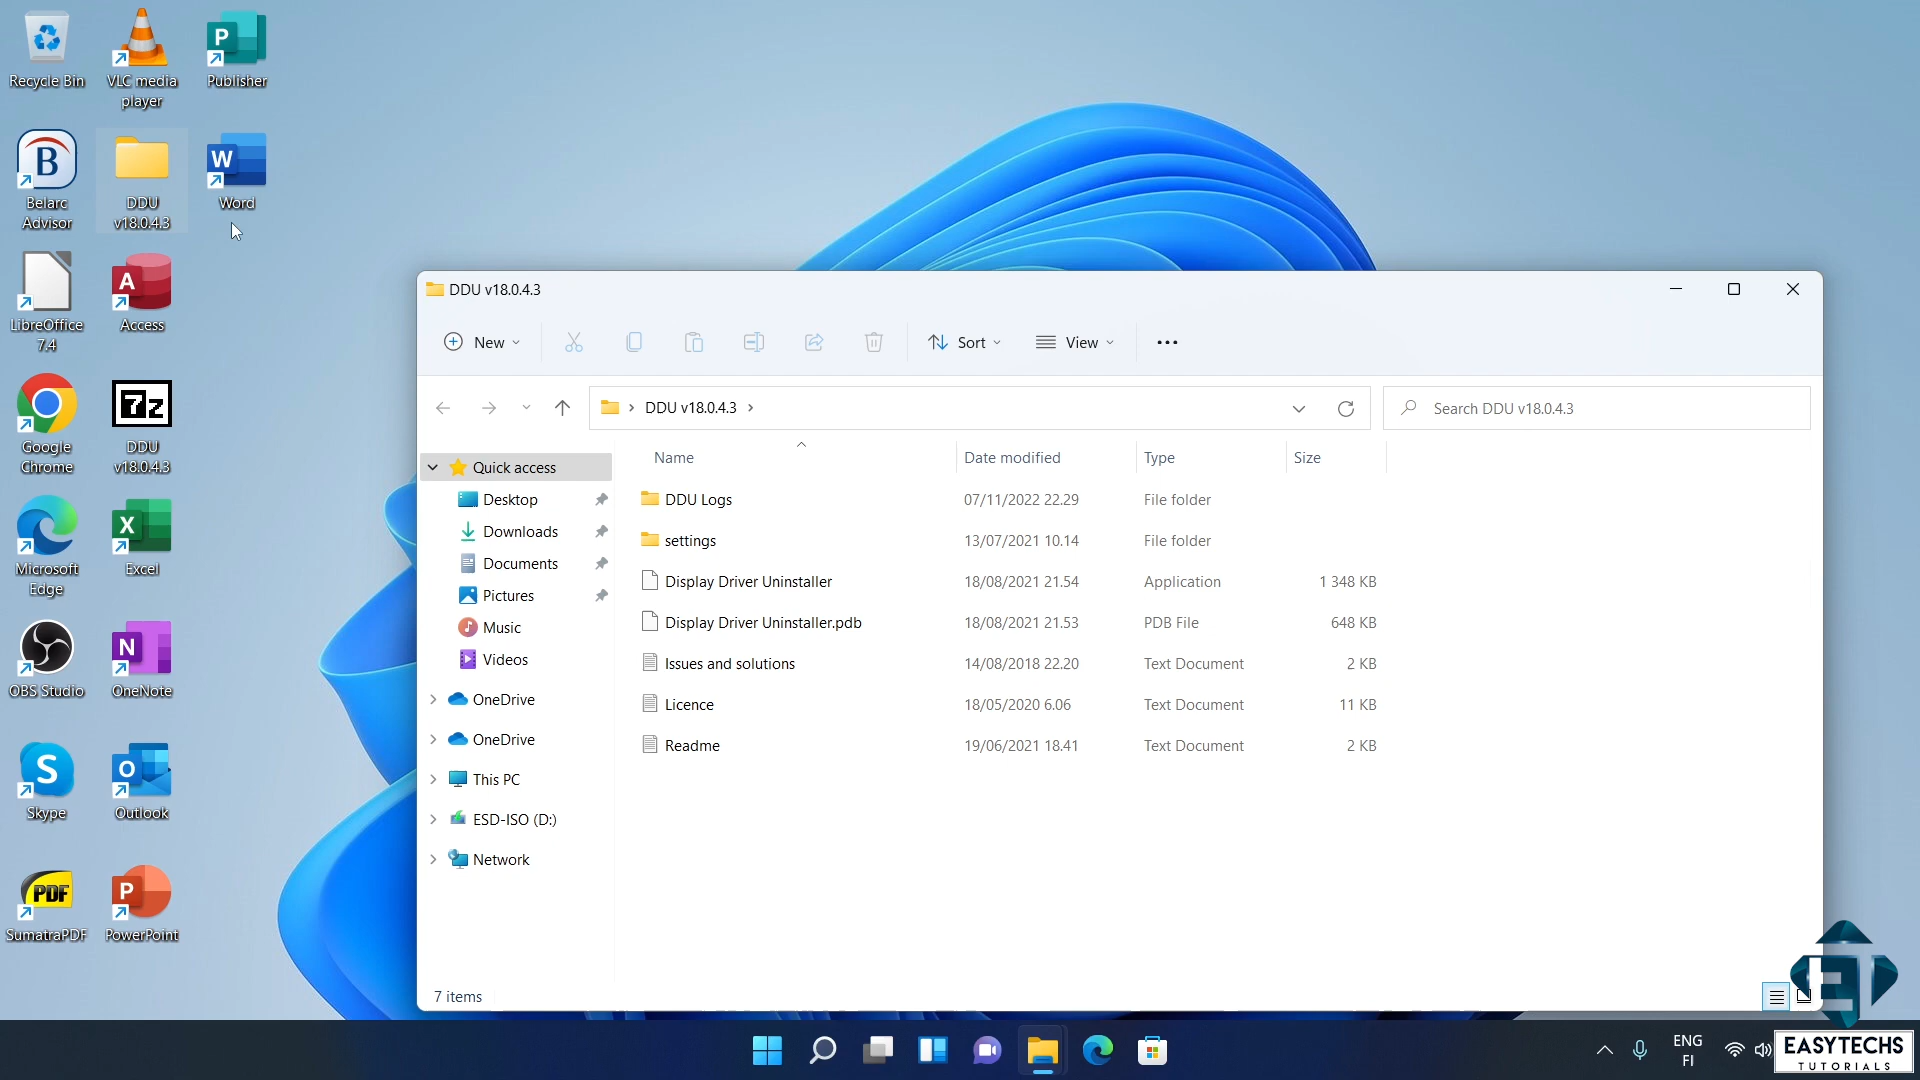 Recycle Bin
VLC media
player
Publisher
Belarc
Advisor
DDU
v18.0.4.3
Word
LibreOffice
7.4
Access
Google
Chrome
DDU
v18.0.4.3
Microsoft
Edge
Excel
OBS Studio
OneNote
Skype
Outlook
SumatraPDF
PowerPoint
P
B
W
A
7z
X
N
S
O
PDF
P
DDU v18.0.4.3
New
Sort
View
DDU v18.0.4.3
Search DDU v18.0.4.3
Quick access
Desktop
Downloads
Documents
Pictures
Music
Videos
OneDrive
OneDrive
This PC
ESD-ISO (D:)
Network
Name Date modified Type Size
DDU Logs 07/11/2022 22.29 File folder
settings 13/07/2021 10.14 File folder
Display Driver Uninstaller 18/08/2021 21.54 Application 1 348 KB
Display Driver Uninstaller.pdb 18/08/2021 21.53 PDB File 648 KB
Issues and solutions 14/08/2018 22.20 Text Document 2 KB
Licence 18/05/2020 6.06 Text Document 11 KB
Readme 19/06/2021 18.41 Text Document 2 KB
7 items
ENG
FI
ET
EASYTECHS
TUTORIALS